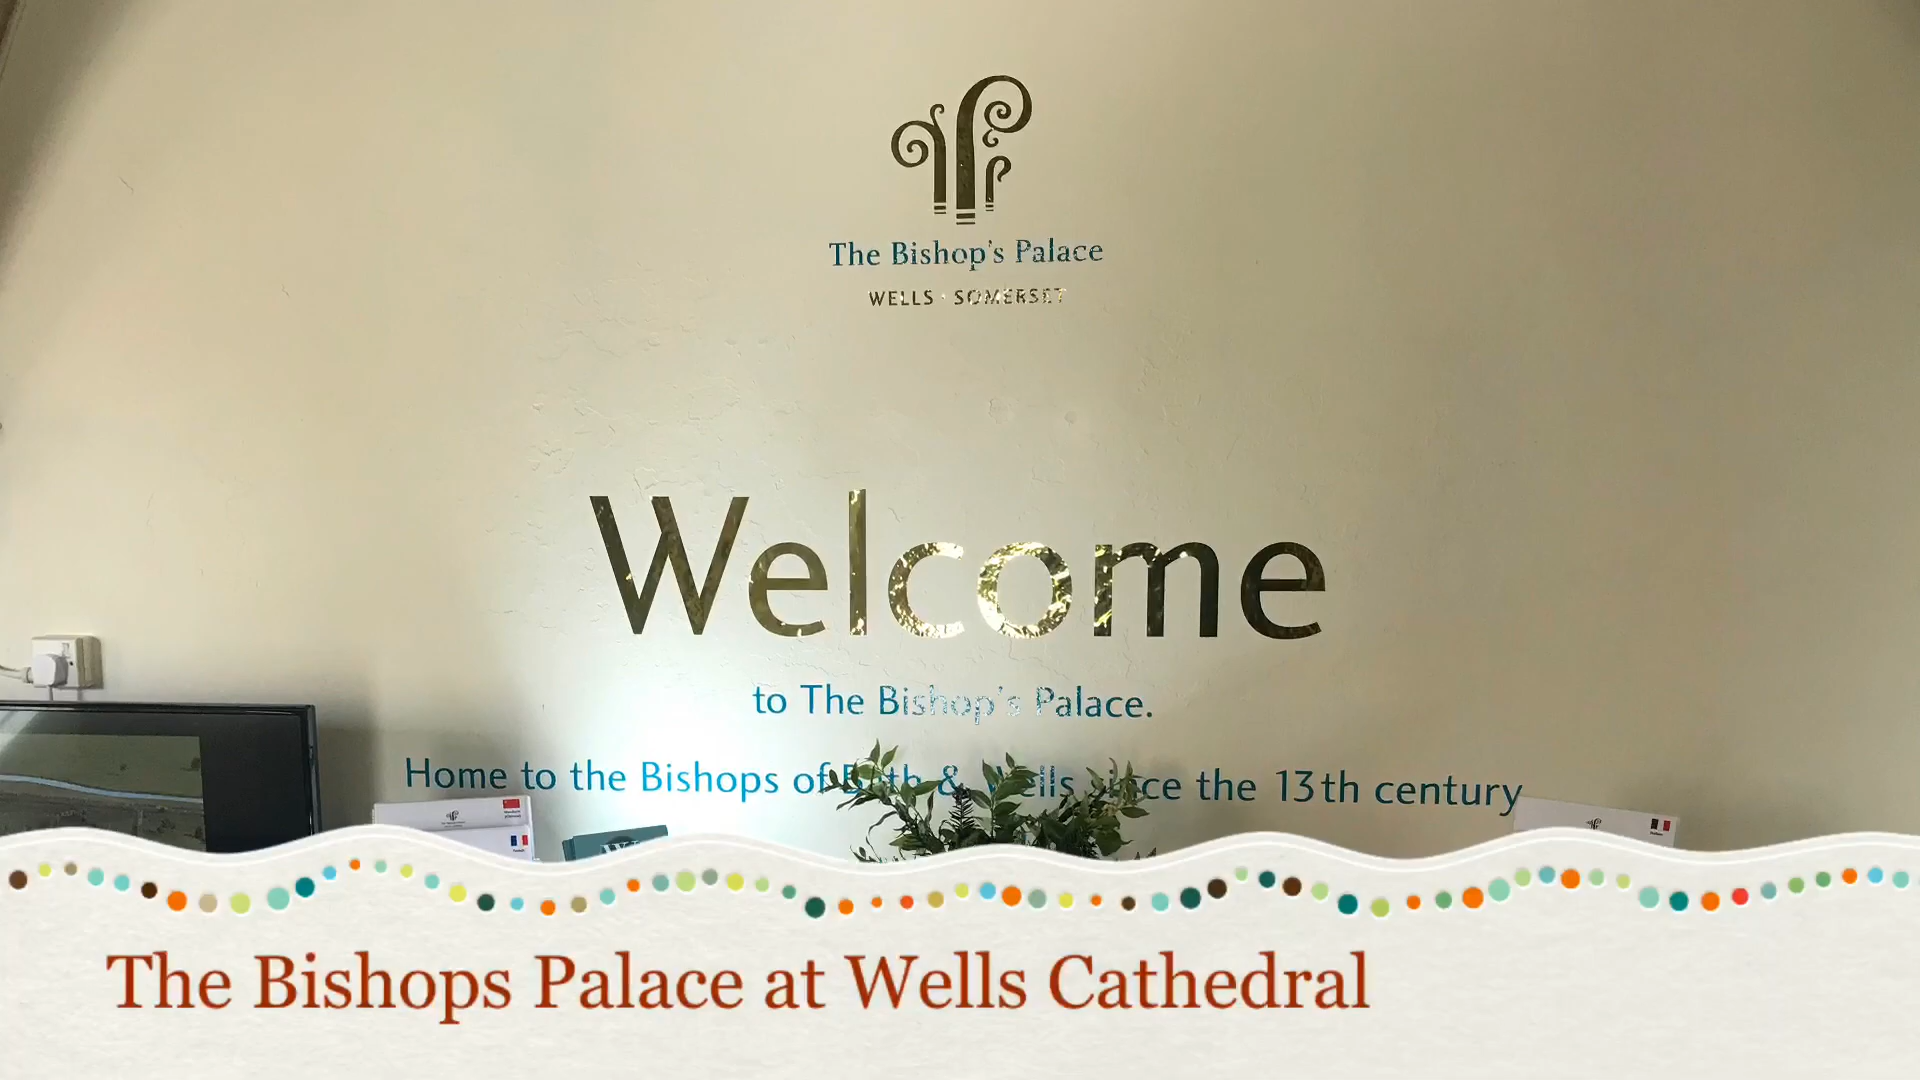 The Bishop's Palace
WELLS · SOMERSET
Welcome
to The Bishop's Palace.
Home to the Bishops of Bath & Wells since the 13th century
The Bishops Palace at Wells Cathedral